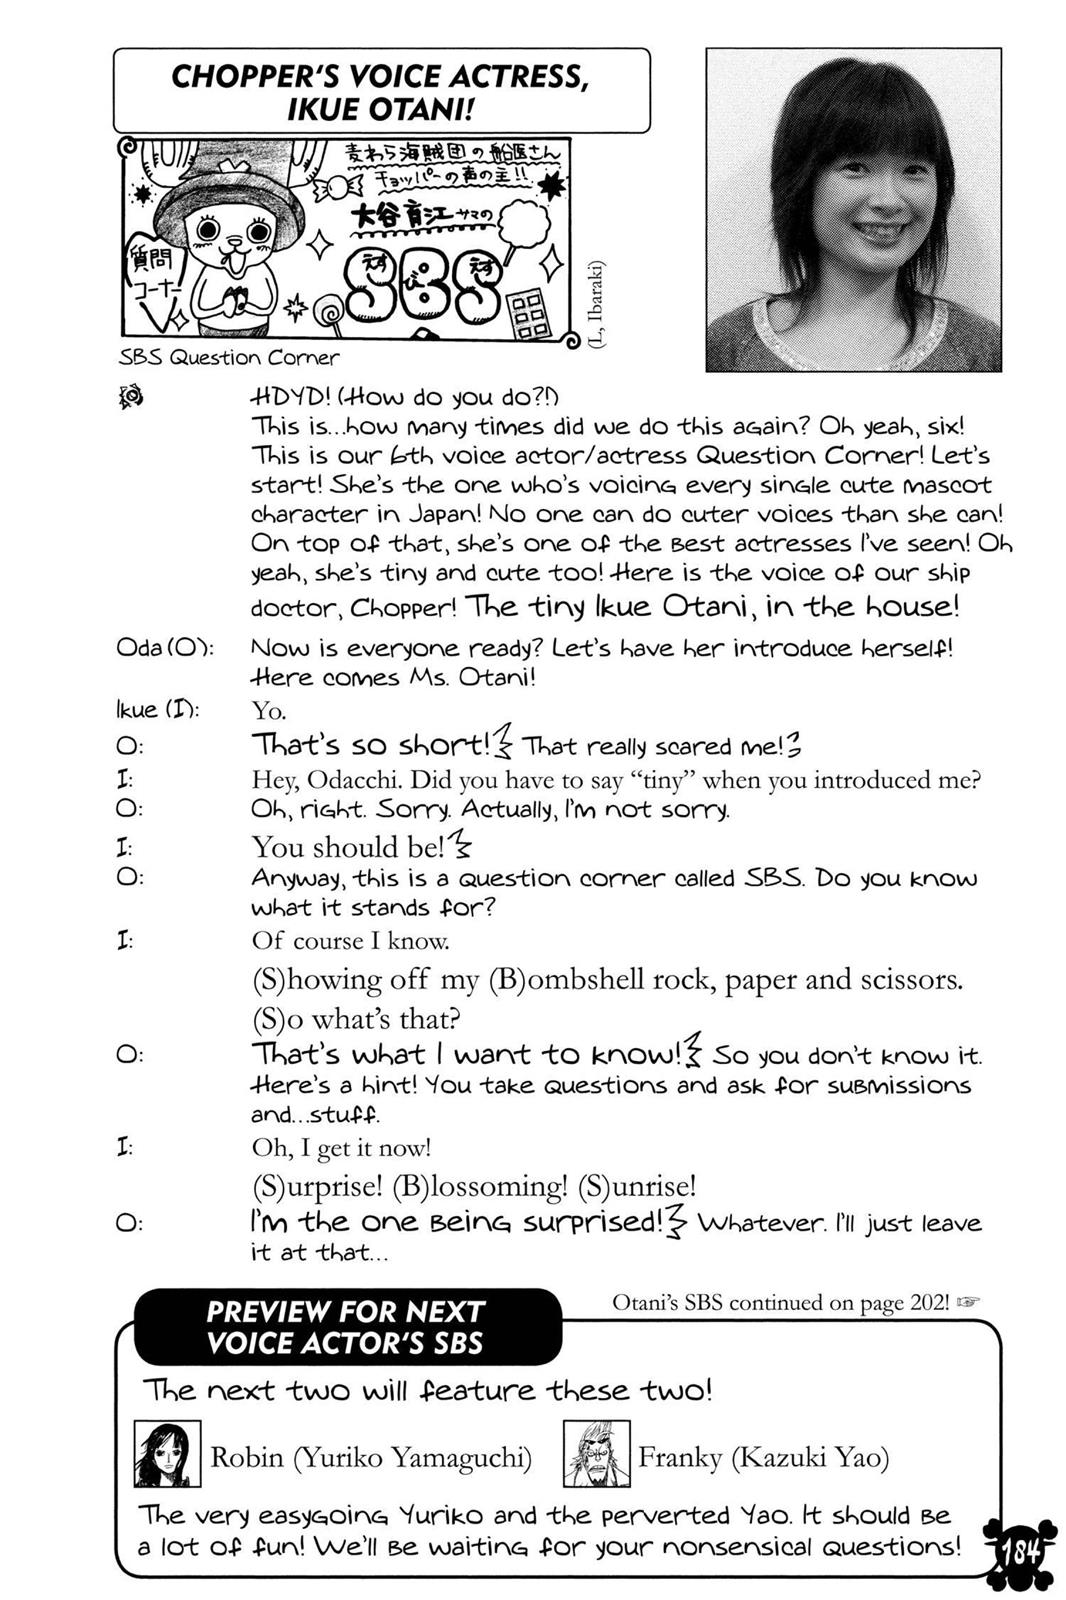 CHOPPER'S VOICE ACTRESS,
IKUE OTANI!
麦わら海賊団の船医さん
チョッパーの声の主!!
大谷育江サマの
質問
コーナー
えす び えす
SBS
(L, Ibaraki)
SBS Question Corner
HDYD! (How do you do?!)
This is...how many times did we do this again? Oh yeah, six!
This is our 6th voice actor/actress Question Corner! Let's
start! She's the one who's voicing every single cute mascot
character in Japan! No one can do cuter voices than she can!
On top of that, she's one of the best actresses I've seen! Oh
yeah, she's tiny and cute too! Here is the voice of our ship
doctor, Chopper! The tiny Ikue Otani, in the house!
Oda (O): Now is everyone ready? Let's have her introduce herself!
Here comes Ms. Otani!
Ikue (I): Yo.
O: That's so short! That really scared me!
I: Hey, Odacchi. Did you have to say “tiny” when you introduced me?
O: Oh, right. Sorry. Actually, I'm not sorry.
I: You should be!
O: Anyway, this is a question corner called SBS. Do you know
what it stands for?
I: Of course I know.
(S)howing off my (B)ombshell rock, paper and scissors.
(S)o what's that?
O: That's what I want to know! So you don't know it.
Here's a hint! You take questions and ask for submissions
and...stuff.
I: Oh, I get it now!
(S)urprise! (B)lossoming! (S)unrise!
O: I'm the one being surprised! Whatever. I'll just leave
it at that...
Otani's SBS continued on page 202! ☞
PREVIEW FOR NEXT
VOICE ACTOR'S SBS
The next two will feature these two!
Robin (Yuriko Yamaguchi) Franky (Kazuki Yao)
The very easygoing Yuriko and the perverted Yao. It should be
a lot of fun! We'll be waiting for your nonsensical questions!
184